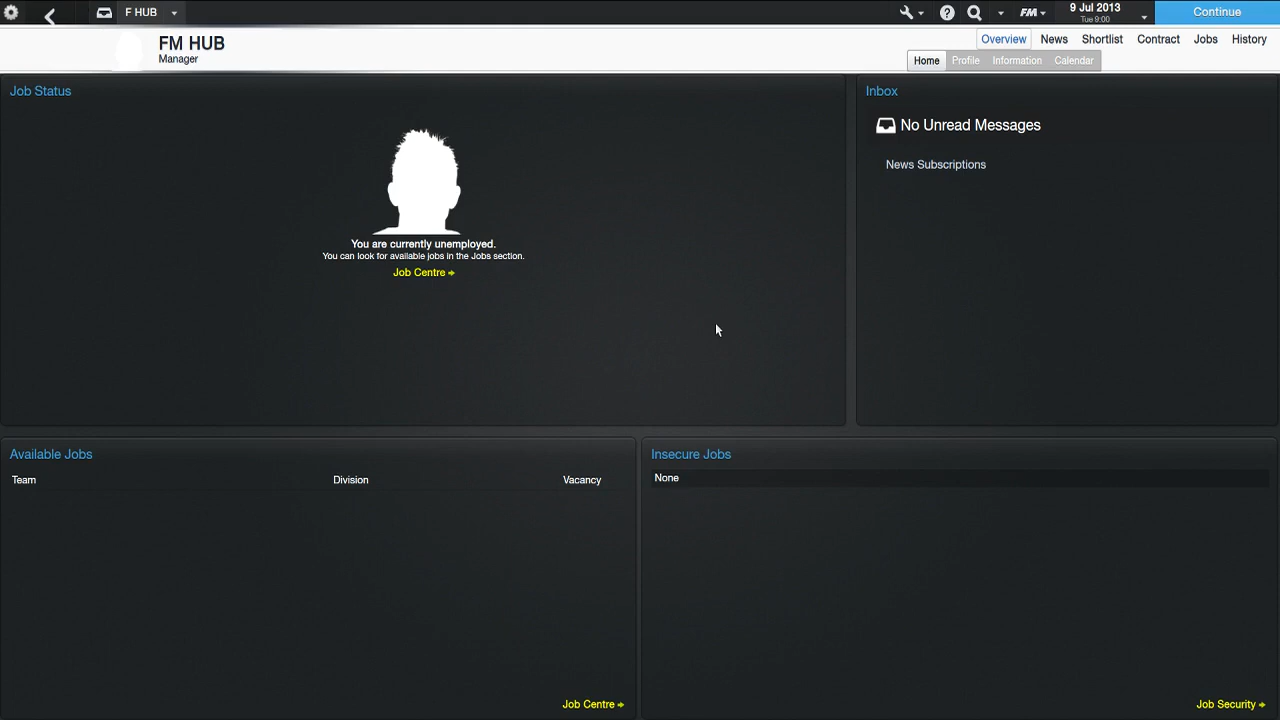 F HUB
FM
9 Jul 2013
Tue 9:00
Continue
FM HUB
Manager
Overview News Shortlist Contract Jobs History
Home Profile Information Calendar
Job Status
You are currently unemployed.
You can look for available jobs in the Jobs section.
Job Centre
Inbox
No Unread Messages
News Subscriptions
Available Jobs
Team Division Vacancy
Job Centre
Insecure Jobs
None
Job Security